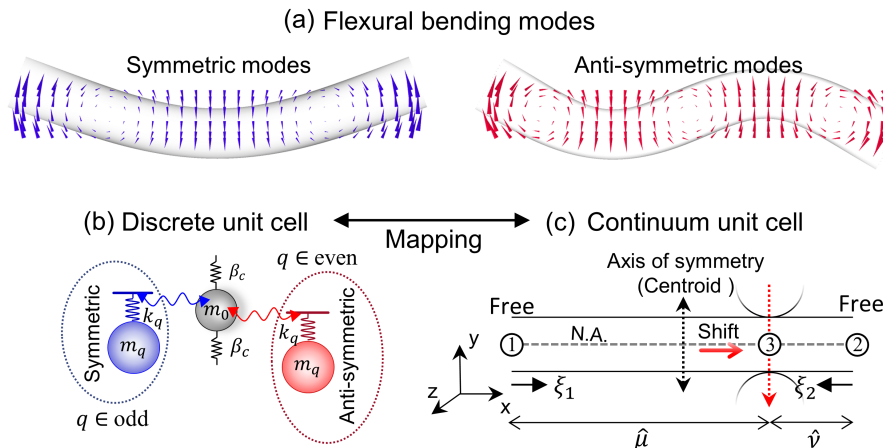 (a) Flexural bending modes
Symmetric modes
Anti-symmetric modes
(b) Discrete unit cell
Mapping
(c) Continuum unit cell
q ∈ even
Symmetric
k_q
m_q
q ∈ odd
β_c
m_0
β_c
k_q
m_q
Anti-symmetric
Axis of symmetry
(Centroid )
Free
Free
y
z
x
1
N.A.
Shift
3
2
ξ_1
ξ_2
μ̂
ν̂